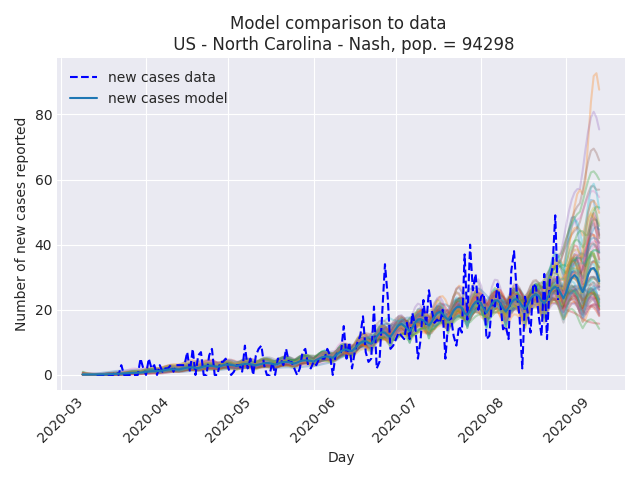 Model comparison to data
US - North Carolina - Nash, pop. = 94298
new cases data
new cases model
Number of new cases reported
80
60
40
20
0
2020-03
2020-04
2020-05
2020-06
2020-07
2020-08
2020-09
Day